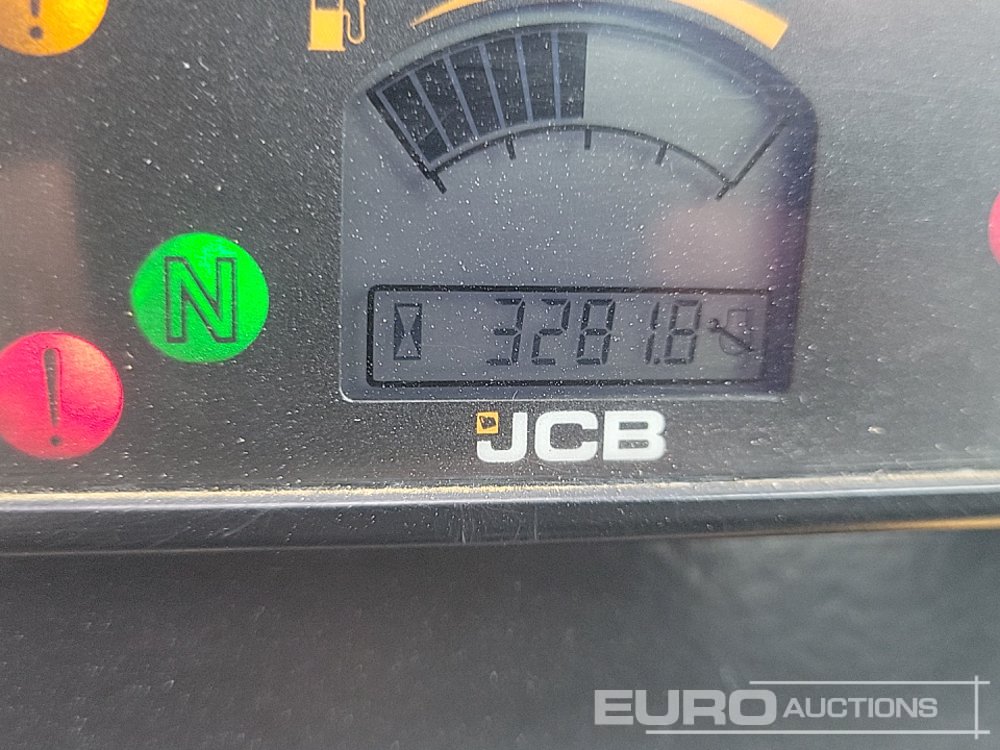 N
3281.8
JCB
EURO AUCTIONS